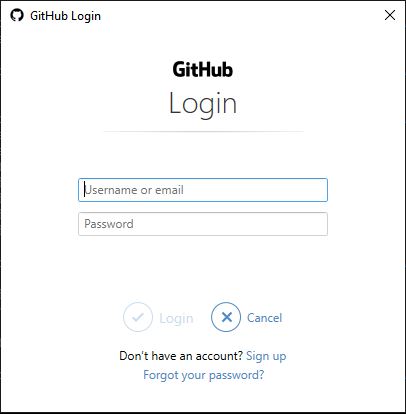 GitHub Login
GitHub
Login
Username or email
Password
Login Cancel
Don't have an account? Sign up
Forgot your password?